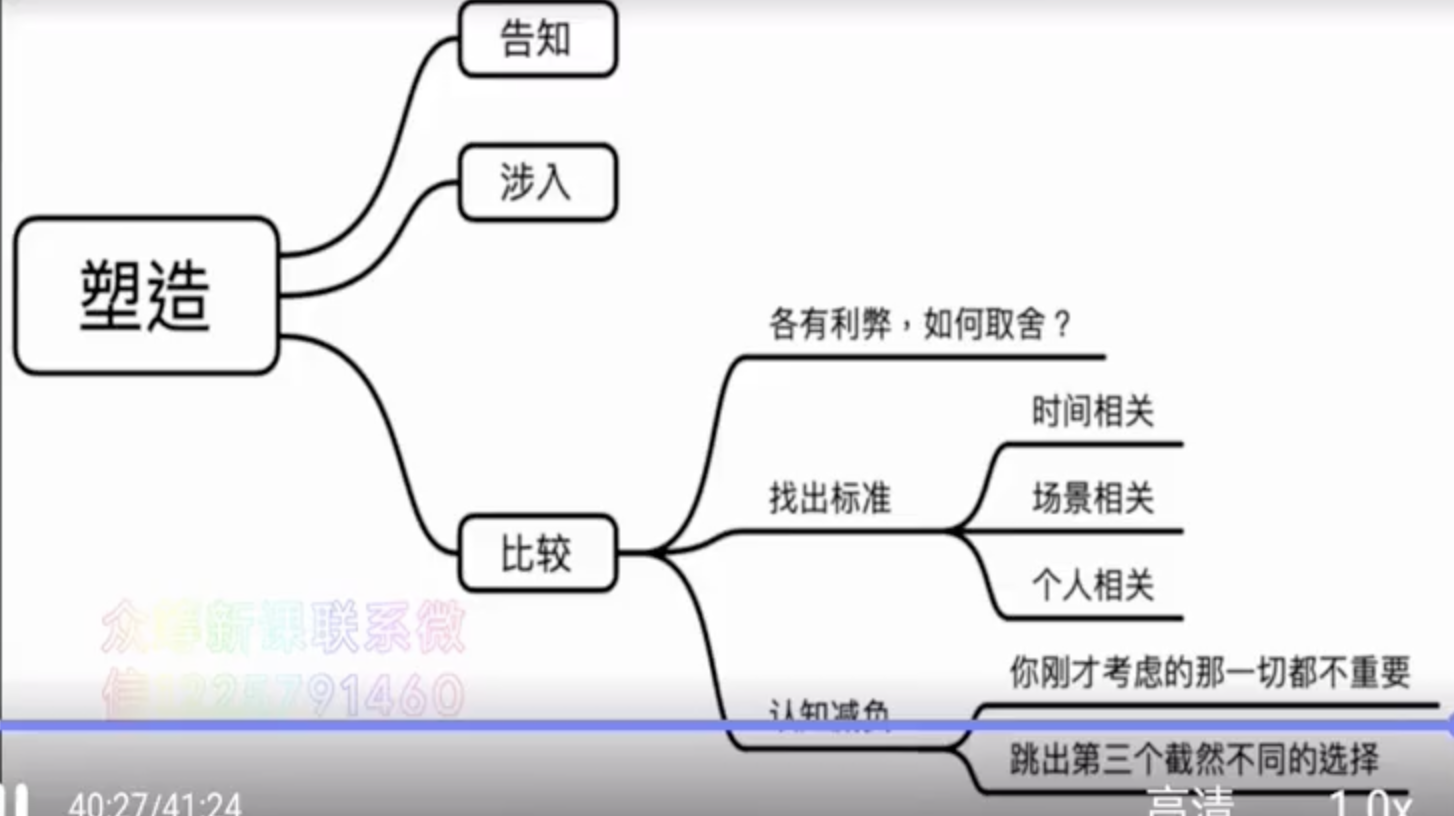 告知
涉入
塑造
各有利弊，如何取舍？
时间相关
找出标准
场景相关
个人相关
比较
众筹新课联系微
信 225791460
你刚才考虑的那一切都不重要
认知减负
跳出第三个截然不同的选择
40:27/41:24
高清
1.0x